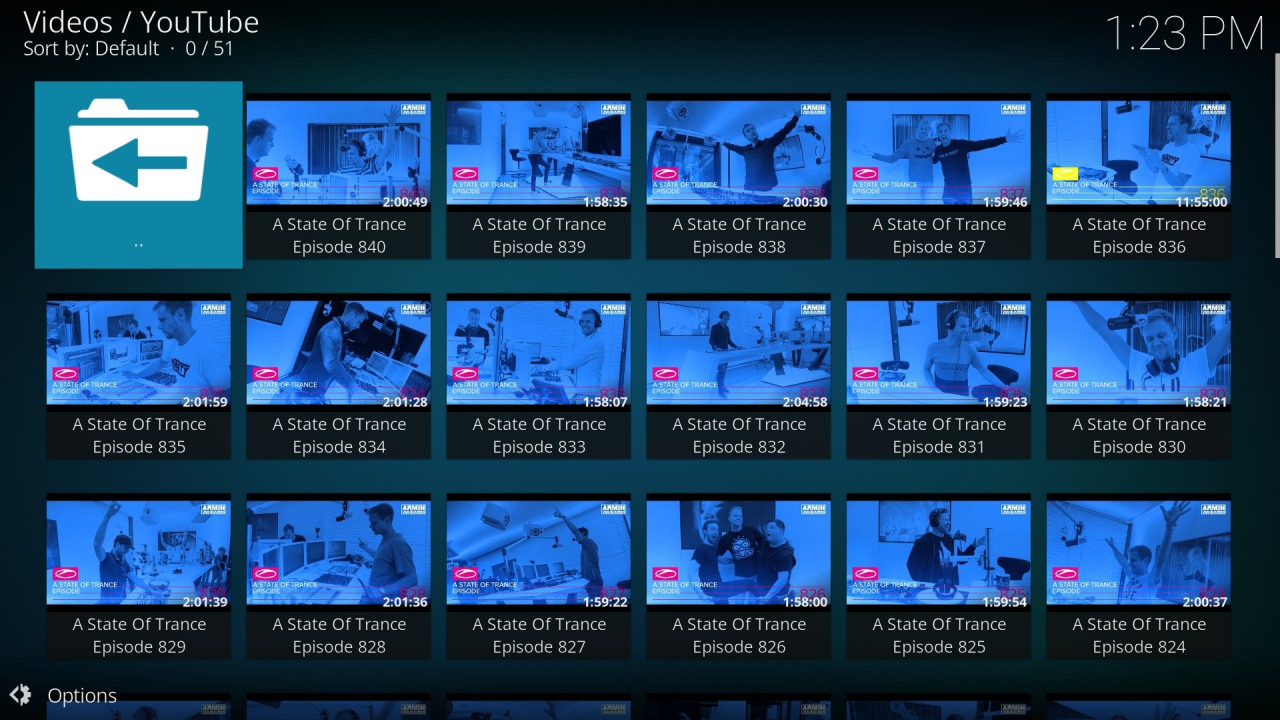 Videos / YouTube
Sort by: Default · 0 / 51
1:23 PM
..
ARMIN
A STATE OF TRANCE
EPISODE
840
2:00:49
A State Of Trance
Episode 840
ARMIN
A STATE OF TRANCE
EPISODE
839
1:58:35
A State Of Trance
Episode 839
ARMIN
A STATE OF TRANCE
EPISODE
838
2:00:30
A State Of Trance
Episode 838
ARMIN
A STATE OF TRANCE
EPISODE
837
1:59:46
A State Of Trance
Episode 837
ARMIN
A STATE OF TRANCE
EPISODE
836
11:55:00
A State Of Trance
Episode 836
ARMIN
A STATE OF TRANCE
EPISODE
2:01:59
A State Of Trance
Episode 835
ARMIN
A STATE OF TRANCE
EPISODE
2:01:28
A State Of Trance
Episode 834
ARMIN
A STATE OF TRANCE
EPISODE
1:58:07
A State Of Trance
Episode 833
ARMIN
A STATE OF TRANCE
EPISODE
2:04:58
A State Of Trance
Episode 832
ARMIN
A STATE OF TRANCE
EPISODE
1:59:23
A State Of Trance
Episode 831
ARMIN
A STATE OF TRANCE
EPISODE
830
1:58:21
A State Of Trance
Episode 830
ARMIN
A STATE OF TRANCE
EPISODE
2:01:39
A State Of Trance
Episode 829
ARMIN
A STATE OF TRANCE
EPISODE
2:01:36
A State Of Trance
Episode 828
ARMIN
A STATE OF TRANCE
EPISODE
1:59:22
A State Of Trance
Episode 827
ARMIN
A STATE OF TRANCE
EPISODE
826
1:58:00
A State Of Trance
Episode 826
ARMIN
A STATE OF TRANCE
EPISODE
1:59:54
A State Of Trance
Episode 825
ARMIN
A STATE OF TRANCE
EPISODE
2:00:37
A State Of Trance
Episode 824
Options